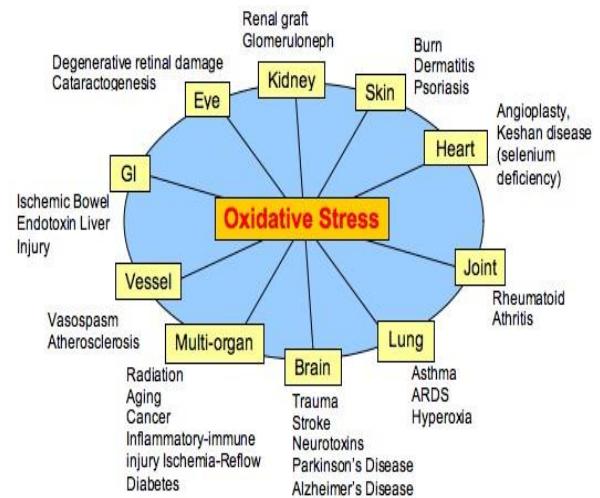 Renal graft
Glomeruloneph
Kidney
Burn
Dermatitis
Psoriasis
Skin
Angioplasty,
Keshan disease
(selenium
deficiency)
Heart
Joint
Rheumatoid
Athritis
Lung
Asthma
ARDS
Hyperoxia
Brain
Trauma
Stroke
Neurotoxins
Parkinson's Disease
Alzheimer's Disease
Multi-organ
Radiation
Aging
Cancer
Inflammatory-immune
injury Ischemia-Reflow
Diabetes
Vessel
Vasospasm
Atherosclerosis
GI
Ischemic Bowel
Endotoxin Liver
Injury
Degenerative retinal damage
Cataractogenesis
Eye
Oxidative Stress